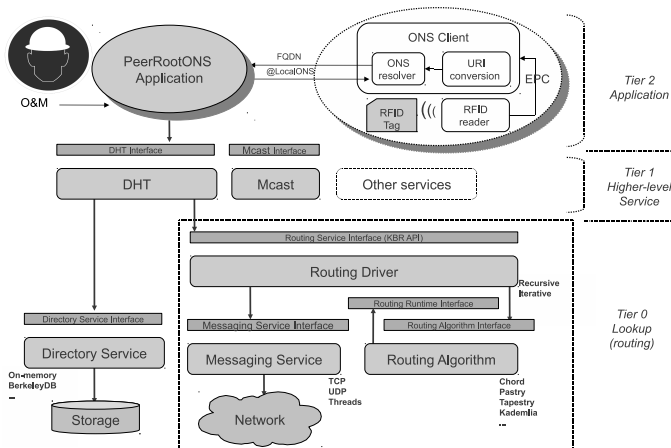 PeerRootONS
Application
O&M
FQDN
@LocalONS
ONS Client
ONS
resolver
URI
conversion
EPC
RFID
Tag
RFID
reader
Tier 2
Application
DHT Interface
Mcast Interface
DHT
Mcast
Other services
Tier 1
Higher-level
Service
Routing Service Interface (KBR API)
Routing Driver
Recursive
Iterative
Routing Runtime Interface
Directory Service Interface
Messaging Service Interface
Routing Algorithm Interface
Tier 0
Lookup
(routing)
Directory Service
Messaging Service
Routing Algorithm
On-memory
BerkeleyDB
...
TCP
UDP
Threads
Chord
Pastry
Tapestry
Kademlia
...
Storage
Network